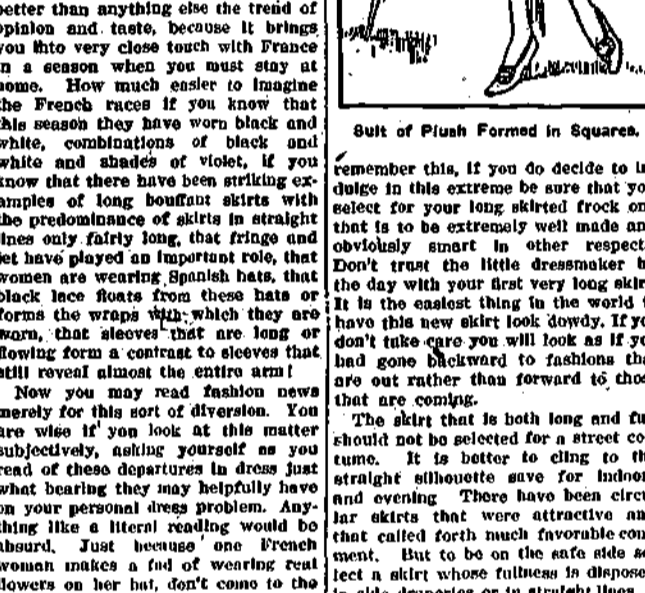 better than anything else the trend of
opinion and taste, because it brings
you into very close touch with France
in a season when you must stay at
home. How much easier to imagine
the French races if you know that
this season they have worn black and
white, combinations of black and
white and shades of violet, if you
know that there have been striking ex-
amples of long bouffant skirts with
the predominance of skirts in straight
lines only fairly long, that fringe and
jet have played an important role, that
women are wearing Spanish hats, that
black lace floats from these hats or
forms the wraps with which they are
worn, that sleeves that are long or
flowing form a contrast to sleeves that
still reveal almost the entire arm!
Now you may read fashion news
merely for this sort of diversion. You
are wise if you look at this matter
subjectively, asking yourself as you
read of these departures in dress just
what bearing they may helpfully have
on your personal dress problem. Any-
thing like a literal reading would be
absurd. Just because one French
woman makes a fad of wearing real
flowers on her hat, don't come to the
Suit of Plush Formed in Squares.
remember this, if you do decide to in
dulge in this extreme be sure that yo
select for your long skirted frock on
that is to be extremely well made an
obviously smart in other respect
Don't trust the little dressmaker b
the day with your first very long skir
It is the easiest thing in the world t
have this new skirt look dowdy. If yo
don't take care you will look as if yo
had gone backward to fashions tha
are out rather than forward to thos
that are coming.
The skirt that is both long and fu
should not be selected for a street co
tume. It is better to cling to th
straight silhouette save for indoo
and evening There have been circu
lar skirts that were attractive an
that called forth much favorable com
ment. But to be on the safe side se
lect a skirt whose fullness is dispose
in side draperies or in straight lines